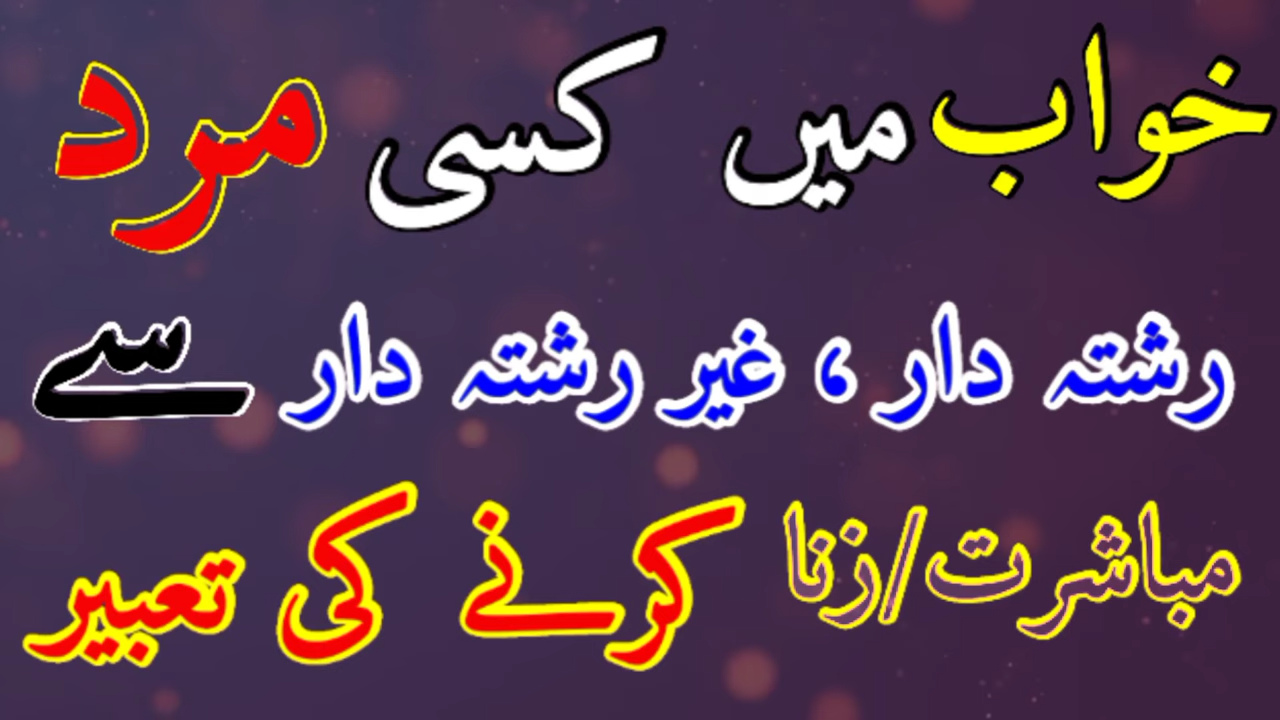 خواب میں کسی مرد
رشتہ دار ، غیر رشتہ دار سے
مباشرت/زنا کرنے کی تعبیر